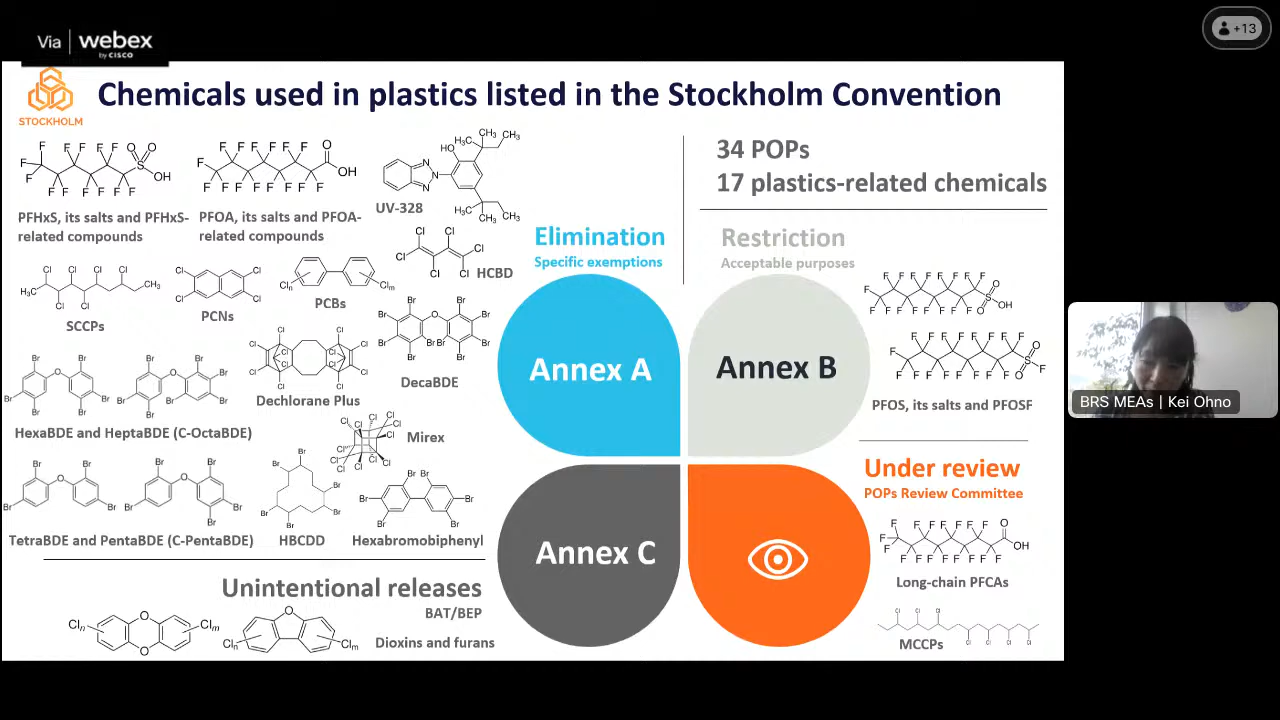 Via | webex
by CISCO
+13
STOCKHOLM
Chemicals used in plastics listed in the Stockholm Convention
34 POPs
17 plastics-related chemicals
PFHxS, its salts and PFHxS-
related compounds
PFOA, its salts and PFOA-
related compounds
UV-328
HCBD
SCCPs
PCNs
PCBs
Dechlorane Plus
DecaBDE
HexaBDE and HeptaBDE (C-OctaBDE)
Mirex
TetraBDE and PentaBDE (C-PentaBDE)
HBCDD
Hexabromobiphenyl
Elimination
Specific exemptions
Annex A
Restriction
Acceptable purposes
Annex B
PFOS, its salts and PFOSF
Annex C
Unintentional releases
BAT/BEP
Dioxins and furans
Under review
POPs Review Committee
Long-chain PFCAs
MCCPs
BRS MEAs | Kei Ohno